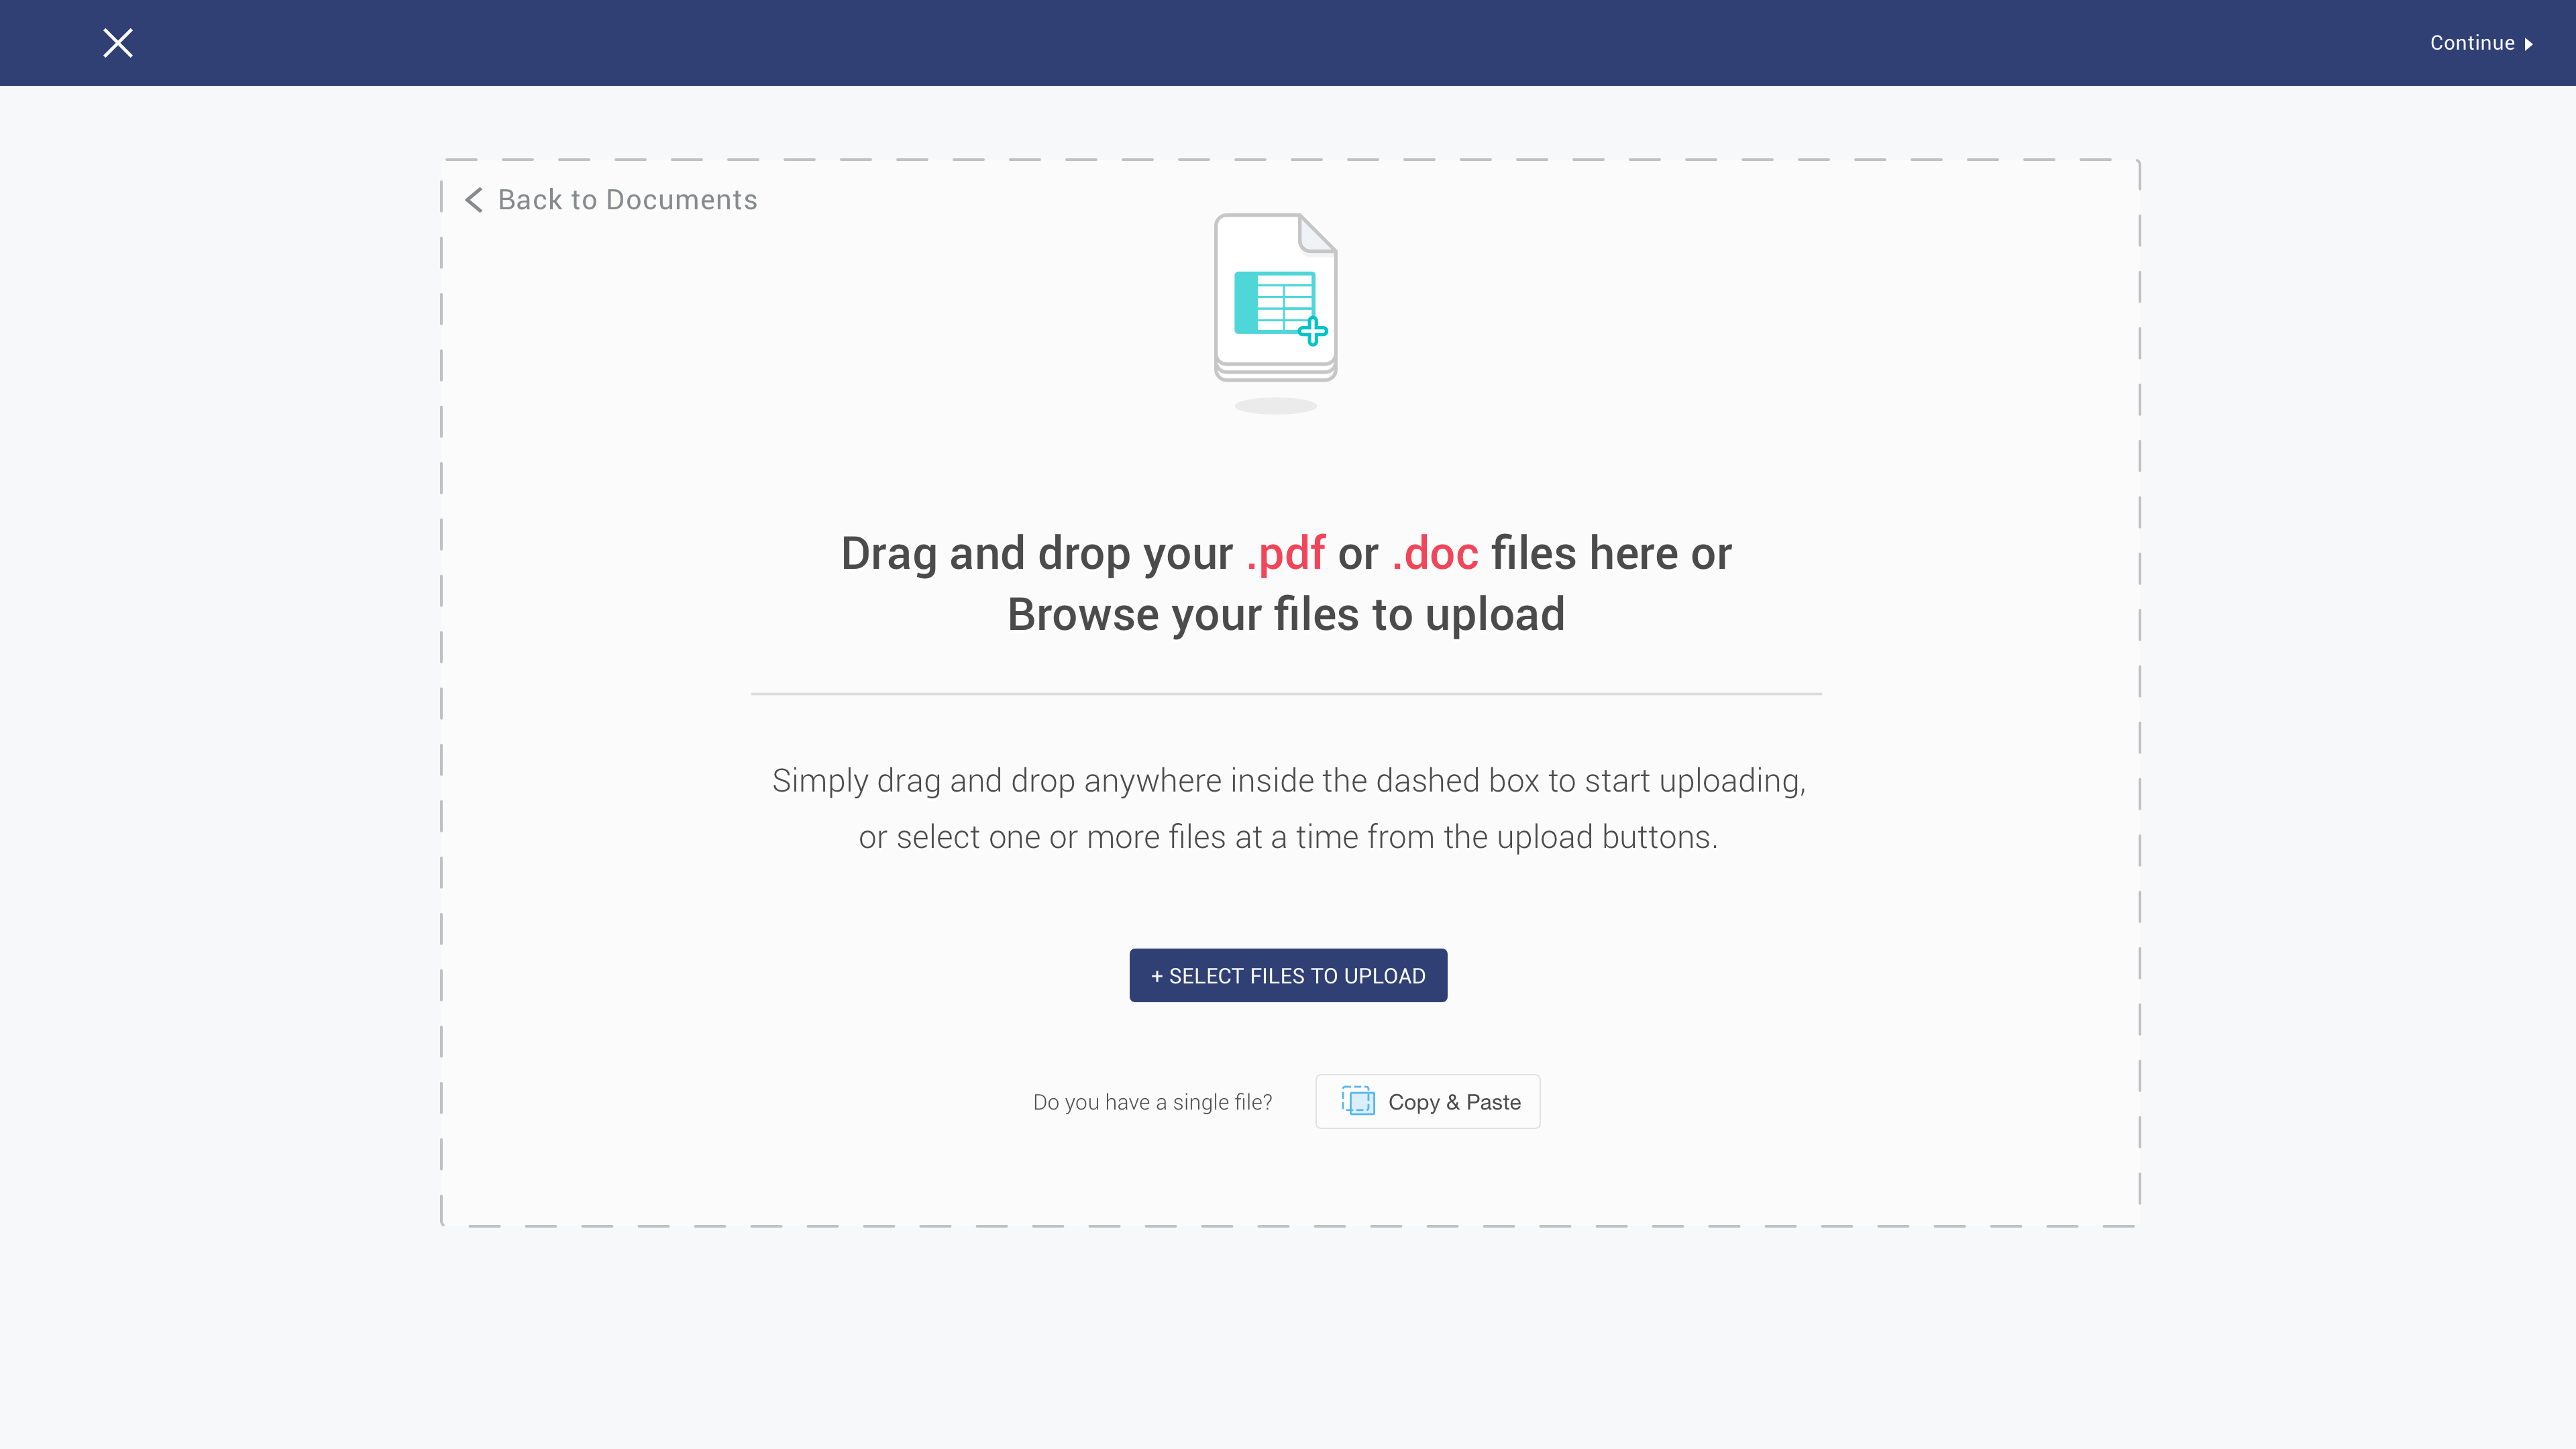 Continue
Back to Documents
Drag and drop your .pdf or .doc files here or
Browse your files to upload
Simply drag and drop anywhere inside the dashed box to start uploading,
or select one or more files at a time from the upload buttons.
+ SELECT FILES TO UPLOAD
Do you have a single file?
Copy & Paste